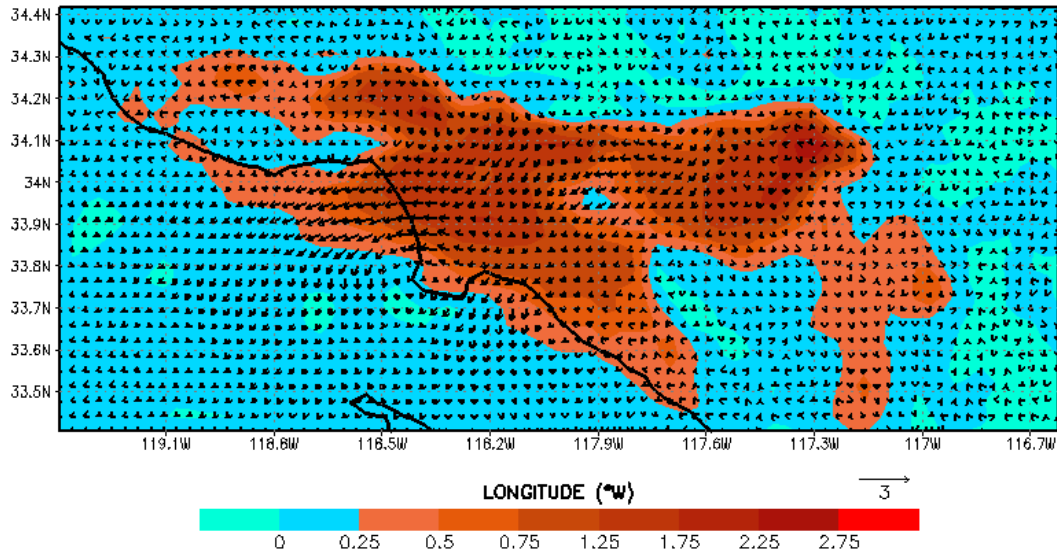 34.4N
34.3N
34.2N
34.1N
34N
33.9N
33.8N
33.7N
33.6N
33.5N
119.1W 118.8W 118.5W 118.2W 117.9W 117.6W 117.3W 117W 116.7W
LONGITUDE (°W)
3
0 0.25 0.5 0.75 1.25 1.75 2.25 2.75